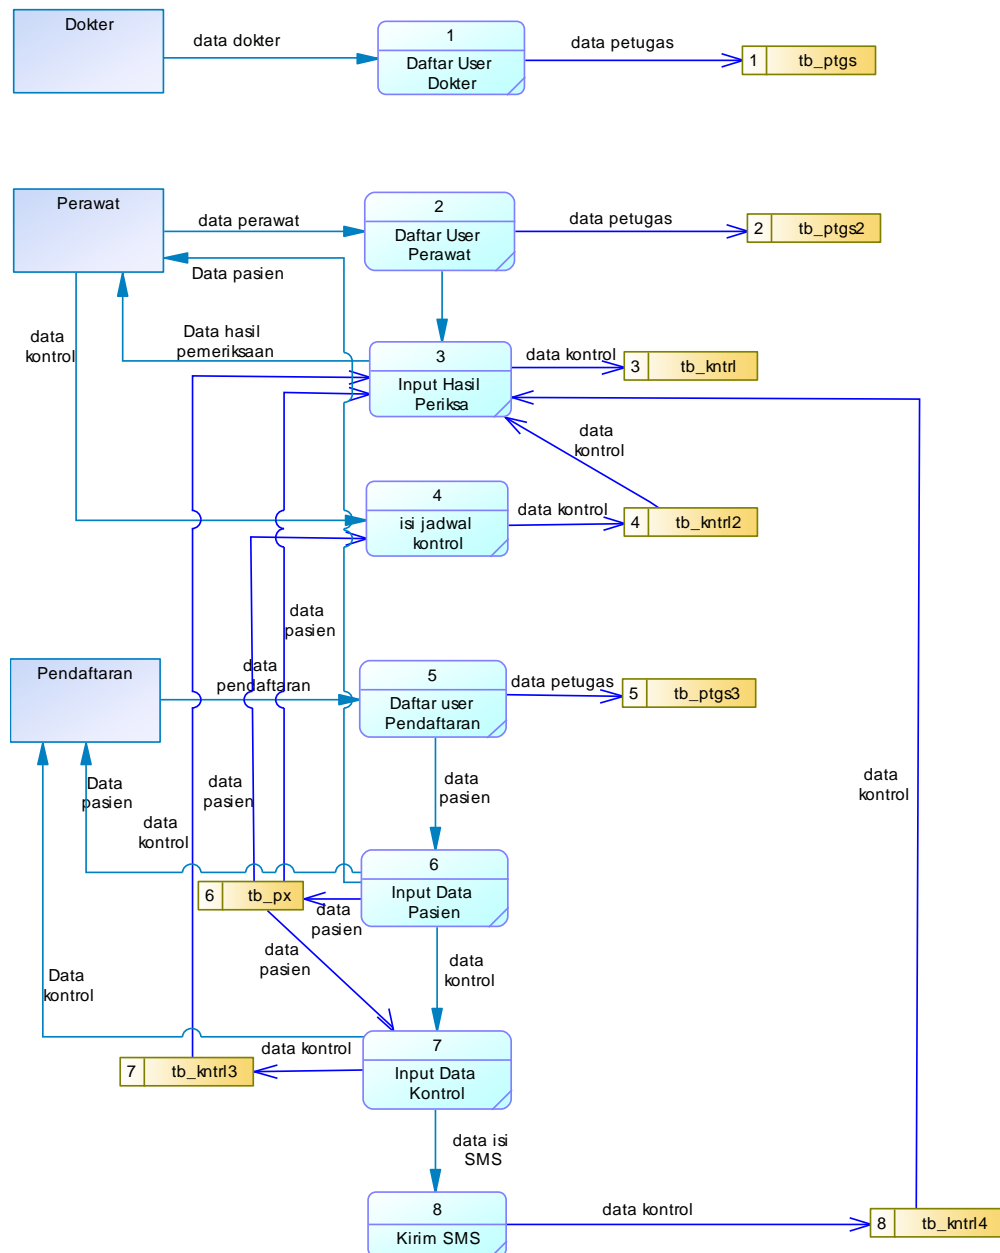 Dokter
data dokter
1
Daftar User
Dokter
data petugas
1 tb_ptgs
Perawat
data perawat
2
Daftar User
Perawat
data petugas
2 tb_ptgs2
Data pasien
data
kontrol
Data hasil
pemeriksaan
3
Input Hasil
Periksa
data kontrol
3 tb_kntrl
data
kontrol
4
isi jadwal
kontrol
data kontrol
4 tb_kntrl2
data
pasien
Pendaftaran
data
pendaftaran
5
Daftar user
Pendaftaran
data petugas
5 tb_ptgs3
Data
pasien
data
pasien
data
kontrol
data
pasien
data
kontrol
6
Input Data
Pasien
6 tb_px
data
pasien
data
pasien
data
kontrol
Data
kontrol
7
Input Data
Kontrol
data kontrol
7 tb_kntrl3
data isi
SMS
8
Kirim SMS
data kontrol
8 tb_kntrl4